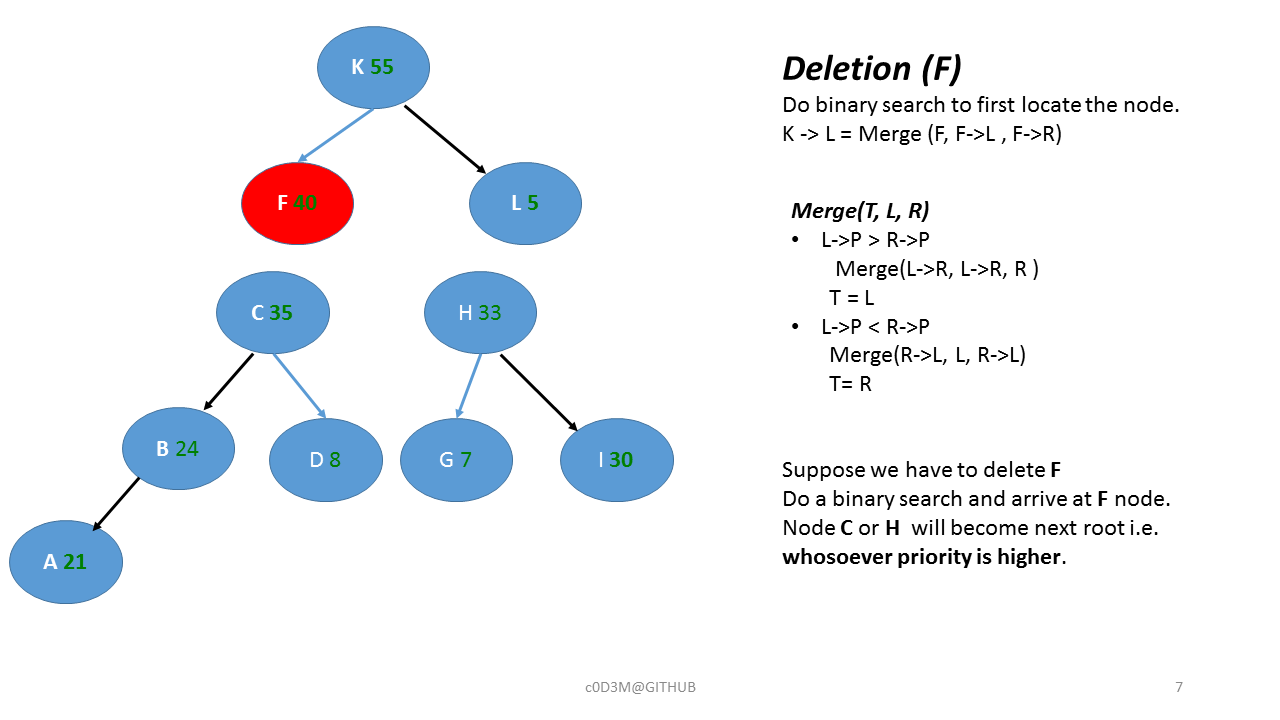 K 55
F 40
L 5
C 35
H 33
B 24
D 8
G 7
I 30
A 21
Deletion (F)
Do binary search to first locate the node.
K -> L = Merge (F, F->L , F->R)
Merge(T, L, R)
• L->P > R->P
Merge(L->R, L->R, R )
T = L
• L->P < R->P
Merge(R->L, L, R->L)
T= R
Suppose we have to delete F
Do a binary search and arrive at F node.
Node C or H will become next root i.e.
whosoever priority is higher.
c0D3M@GITHUB
7